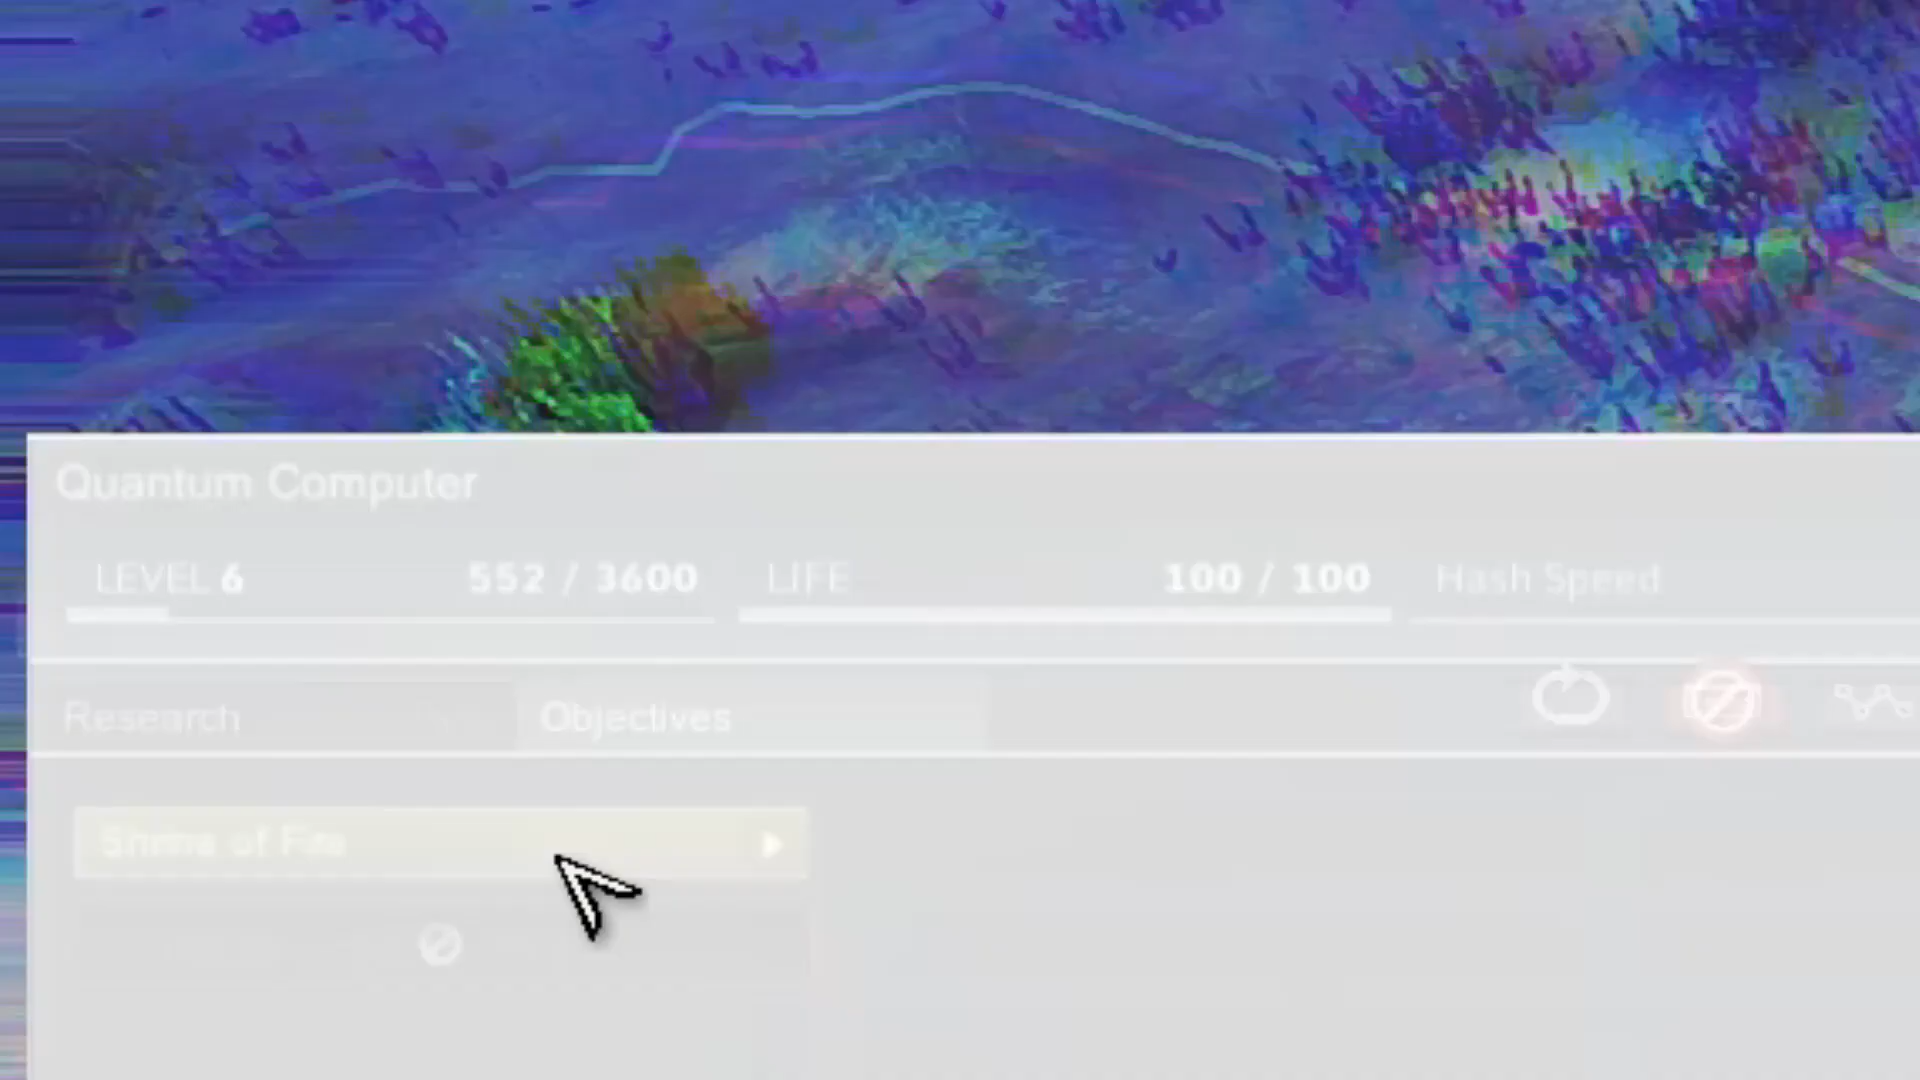 Quantum Computer
LEVEL 6 552 / 3600 LIFE 100 / 100 Hash Speed
Research Objectives
Shrine of Fire